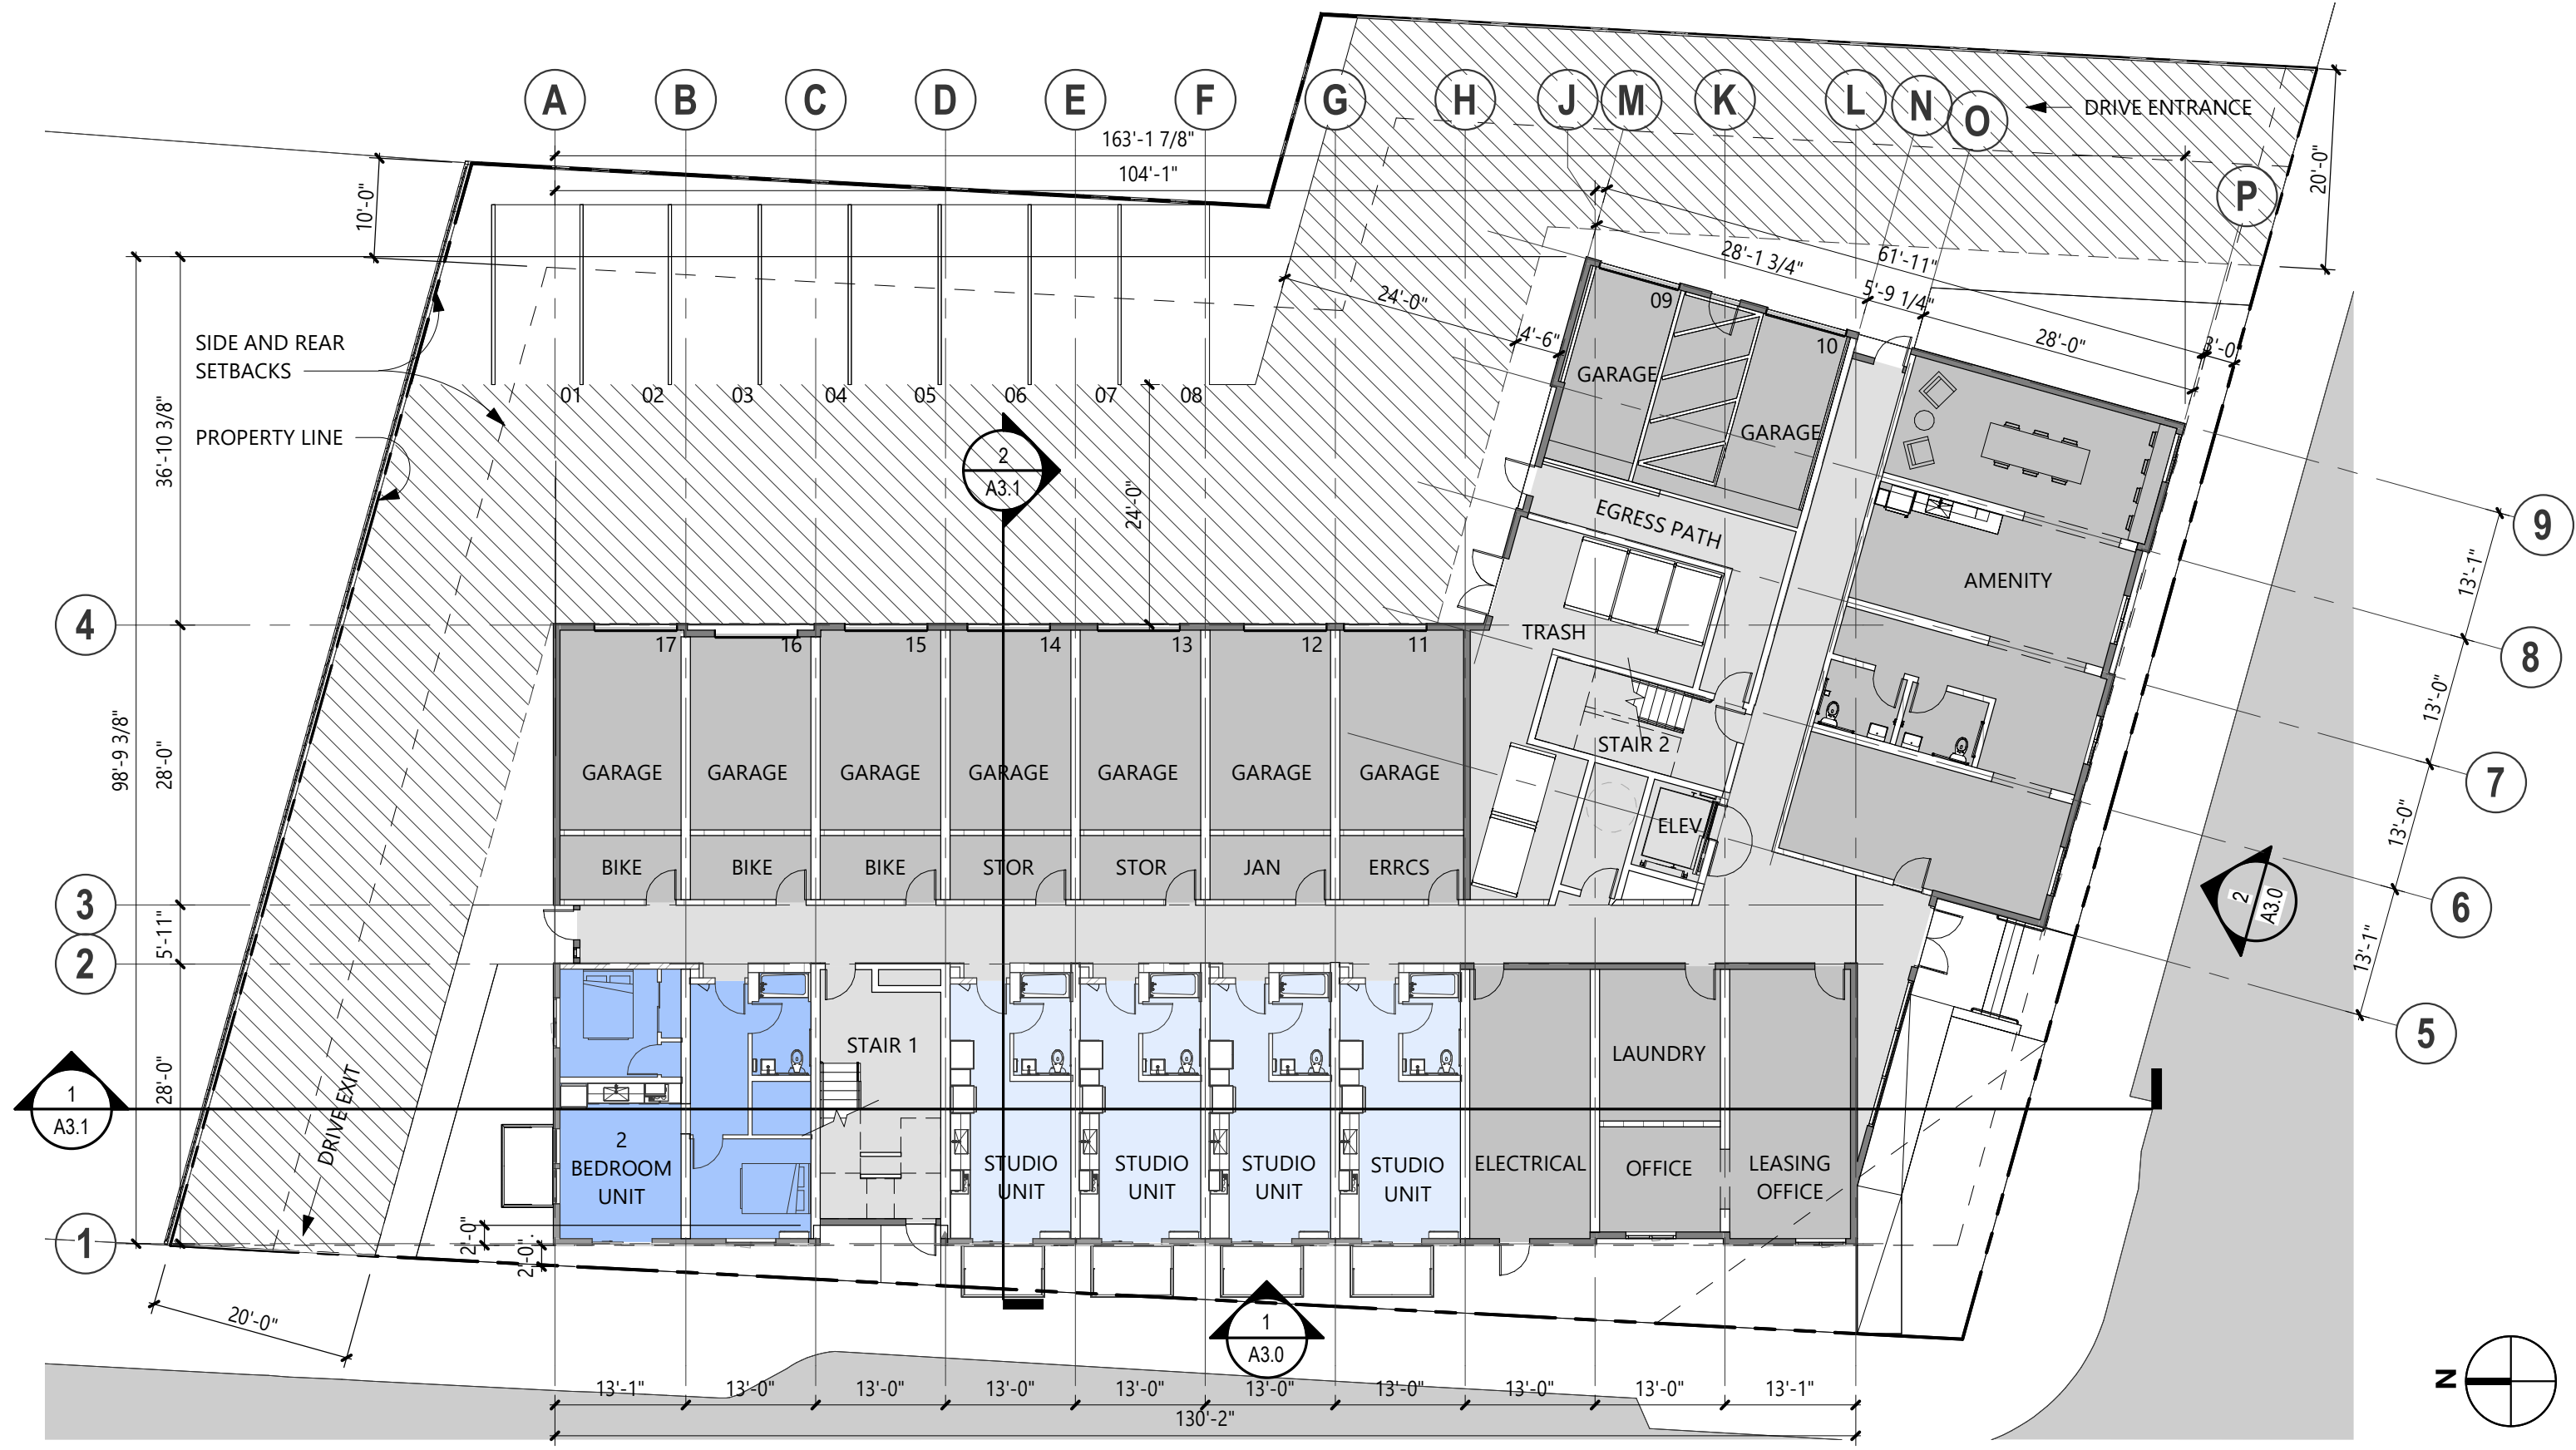 A B C D E F G H J M K L N O
DRIVE ENTRANCE
P
163'-1 7/8"
104'-1"
10'-0"
20'-0"
28'-1 3/4"
61'-11"
5'-9 1/4"
24'-0"
4'-6"
28'-0"
3'-0"
SIDE AND REAR
SETBACKS
PROPERTY LINE
09
10
GARAGE
GARAGE
01 02 03 04 05 06 07 08
2
A3.1
24'-0"
36'-10 3/8"
98'-9 3/8"
28'-0"
5'-11"
28'-0"
EGRESS PATH
AMENITY
TRASH
STAIR 2
ELEV
9
13'-1"
8
13'-0"
7
13'-0"
6
13'-1"
5
4
17 16 15 14 13 12 11
GARAGE GARAGE GARAGE GARAGE GARAGE GARAGE GARAGE
BIKE BIKE BIKE STOR STOR JAN ERRCS
3
2
2
A3.0
STAIR 1
LAUNDRY
1
A3.1
DRIVE EXIT
2
BEDROOM
UNIT
STUDIO
UNIT
STUDIO
UNIT
STUDIO
UNIT
STUDIO
UNIT
ELECTRICAL
OFFICE
LEASING
OFFICE
1
2'-0"
2'-0"
20'-0"
1
A3.0
13'-1" 13'-0" 13'-0" 13'-0" 13'-0" 13'-0" 13'-0" 13'-0" 13'-0" 13'-1"
130'-2"
N